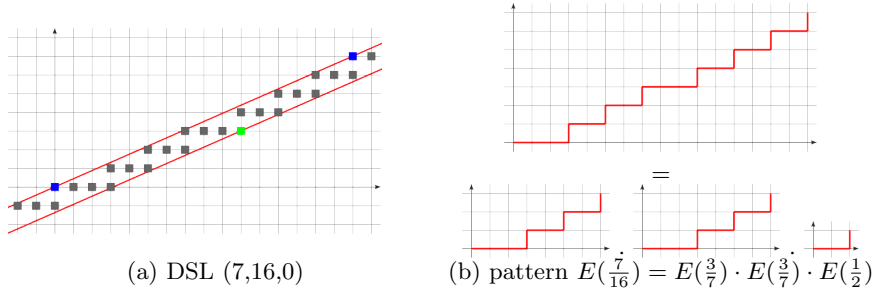 =
(a) DSL (7,16,0)
(b) pattern E(7/16) = E(3/7) · E(3/7) · E(1/2)